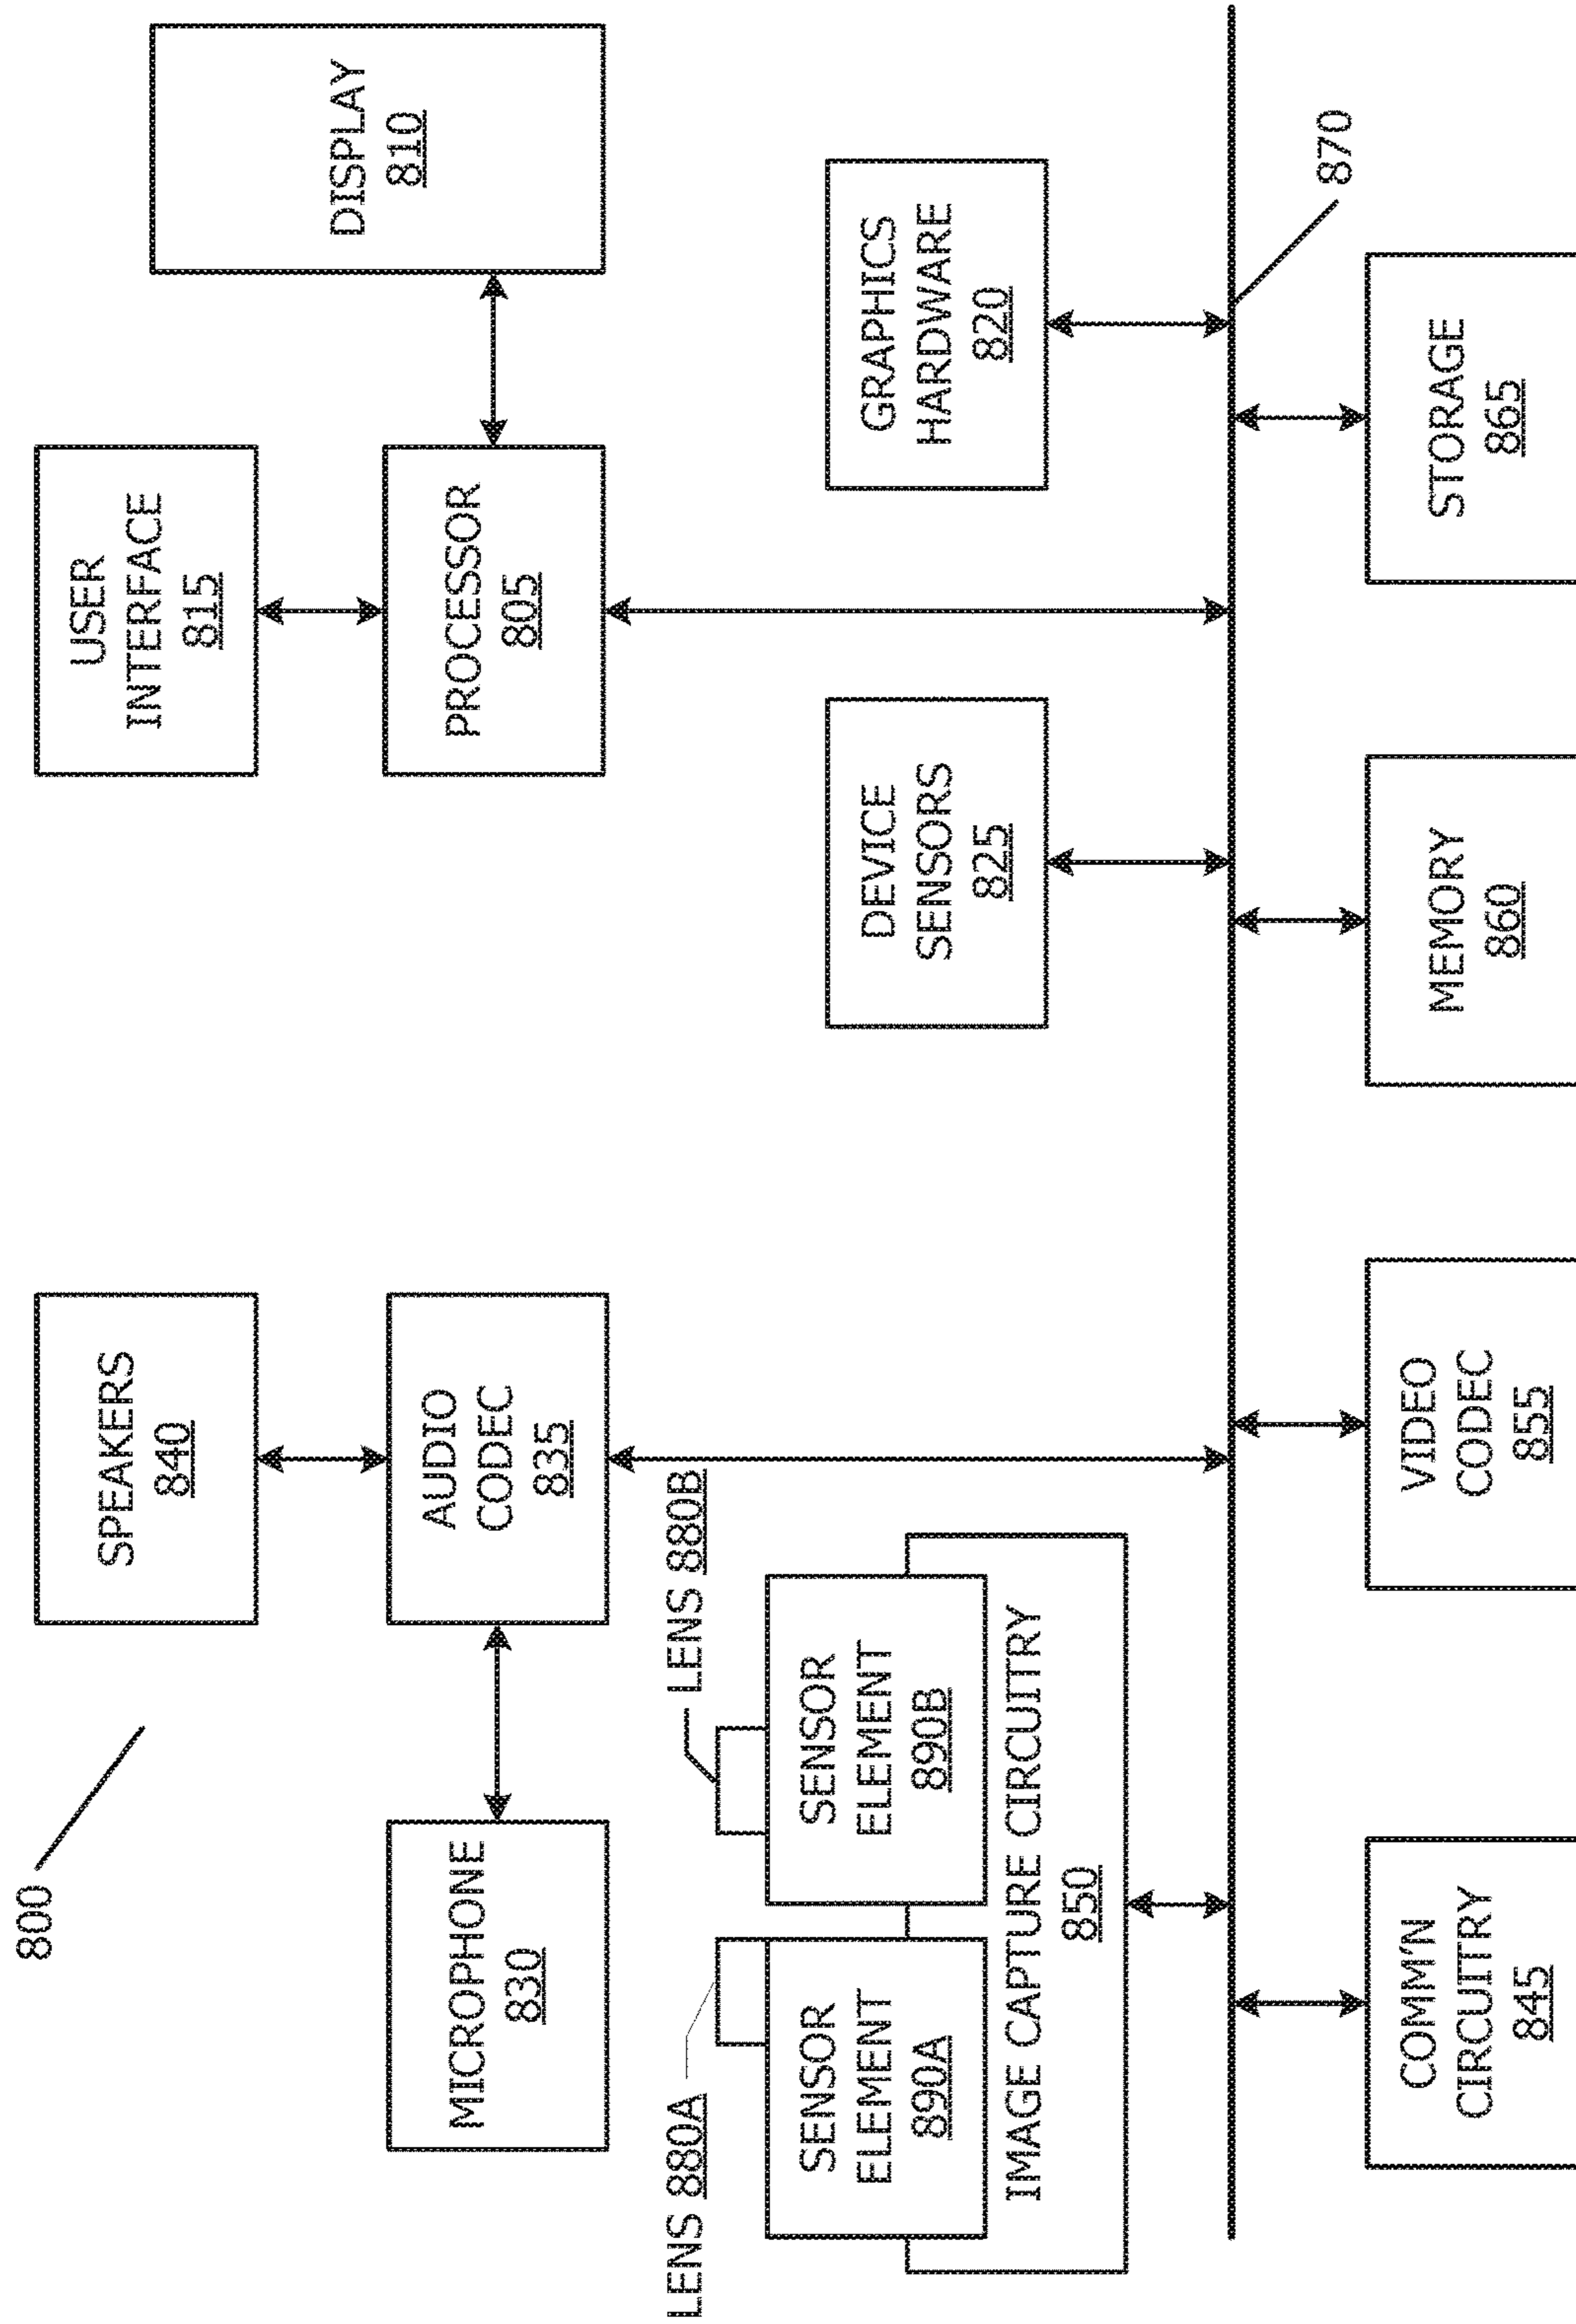 800
SPEAKERS
840
USER
INTERFACE
815
MICROPHONE
830
AUDIO
CODEC
835
PROCESSOR
805
DISPLAY
810
LENS 880A
LENS 880B
SENSOR
ELEMENT
890A
SENSOR
ELEMENT
890B
IMAGE CAPTURE CIRCUITRY
850
DEVICE
SENSORS
825
GRAPHICS
HARDWARE
820
870
COMM'N
CIRCUITRY
845
VIDEO
CODEC
855
MEMORY
860
STORAGE
865